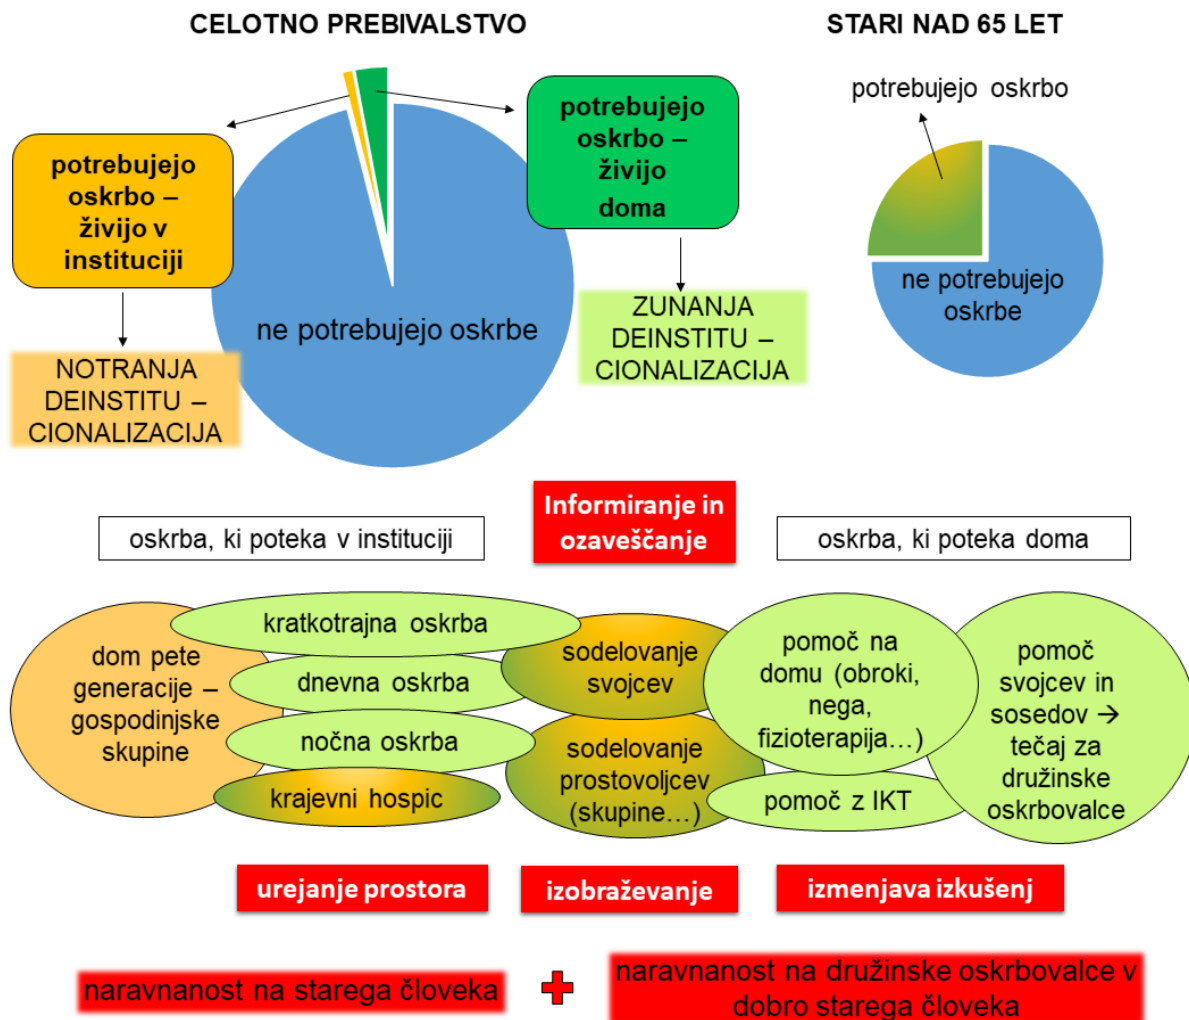 CELOTNO PREBIVALSTVO
STARI NAD 65 LET
potrebujejo
oskrbo –
živijo v
instituciji
potrebujejo
oskrbo –
živijo
doma
potrebujejo oskrbo
ne potrebujejo oskrbe
ne potrebujejo
oskrbe
NOTRANJA
DEINSTITU –
CIONALIZACIJA
ZUNANJA
DEINSTITU –
CIONALIZACIJA
Informiranje in
ozaveščanje
oskrba, ki poteka v instituciji
oskrba, ki poteka doma
dom pete
generacije –
gospodinjske
skupine
kratkotrajna oskrba
dnevna oskrba
nočna oskrba
krajevni hospic
sodelovanje
svojcev
sodelovanje
prostovoljcev
(skupine...)
pomoč na
domu (obroki,
nega,
fizioterapija...)
pomoč z IKT
pomoč
svojcev in
sosedov →
tečaj za
družinske
oskrbovalce
urejanje prostora
izobraževanje
izmenjava izkušenj
naravnanost na starega človeka
naravnanost na družinske oskrbovalce v
dobro starega človeka